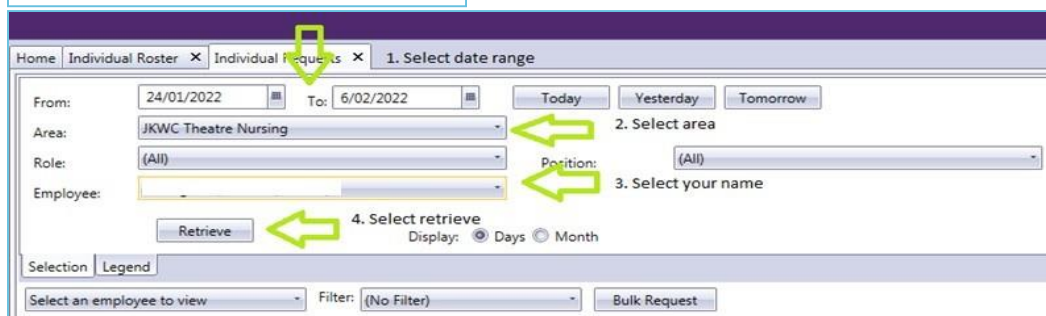 Home Individual Roster X Individual Requests X 1. Select date range
From: 24/01/2022 To: 6/02/2022 Today Yesterday Tomorrow
Area: JKWC Theatre Nursing 2. Select area
Role: (All) Position: (All)
Employee: 3. Select your name
Retrieve 4. Select retrieve
Display: Days Month
Selection Legend
Select an employee to view Filter: (No Filter) Bulk Request